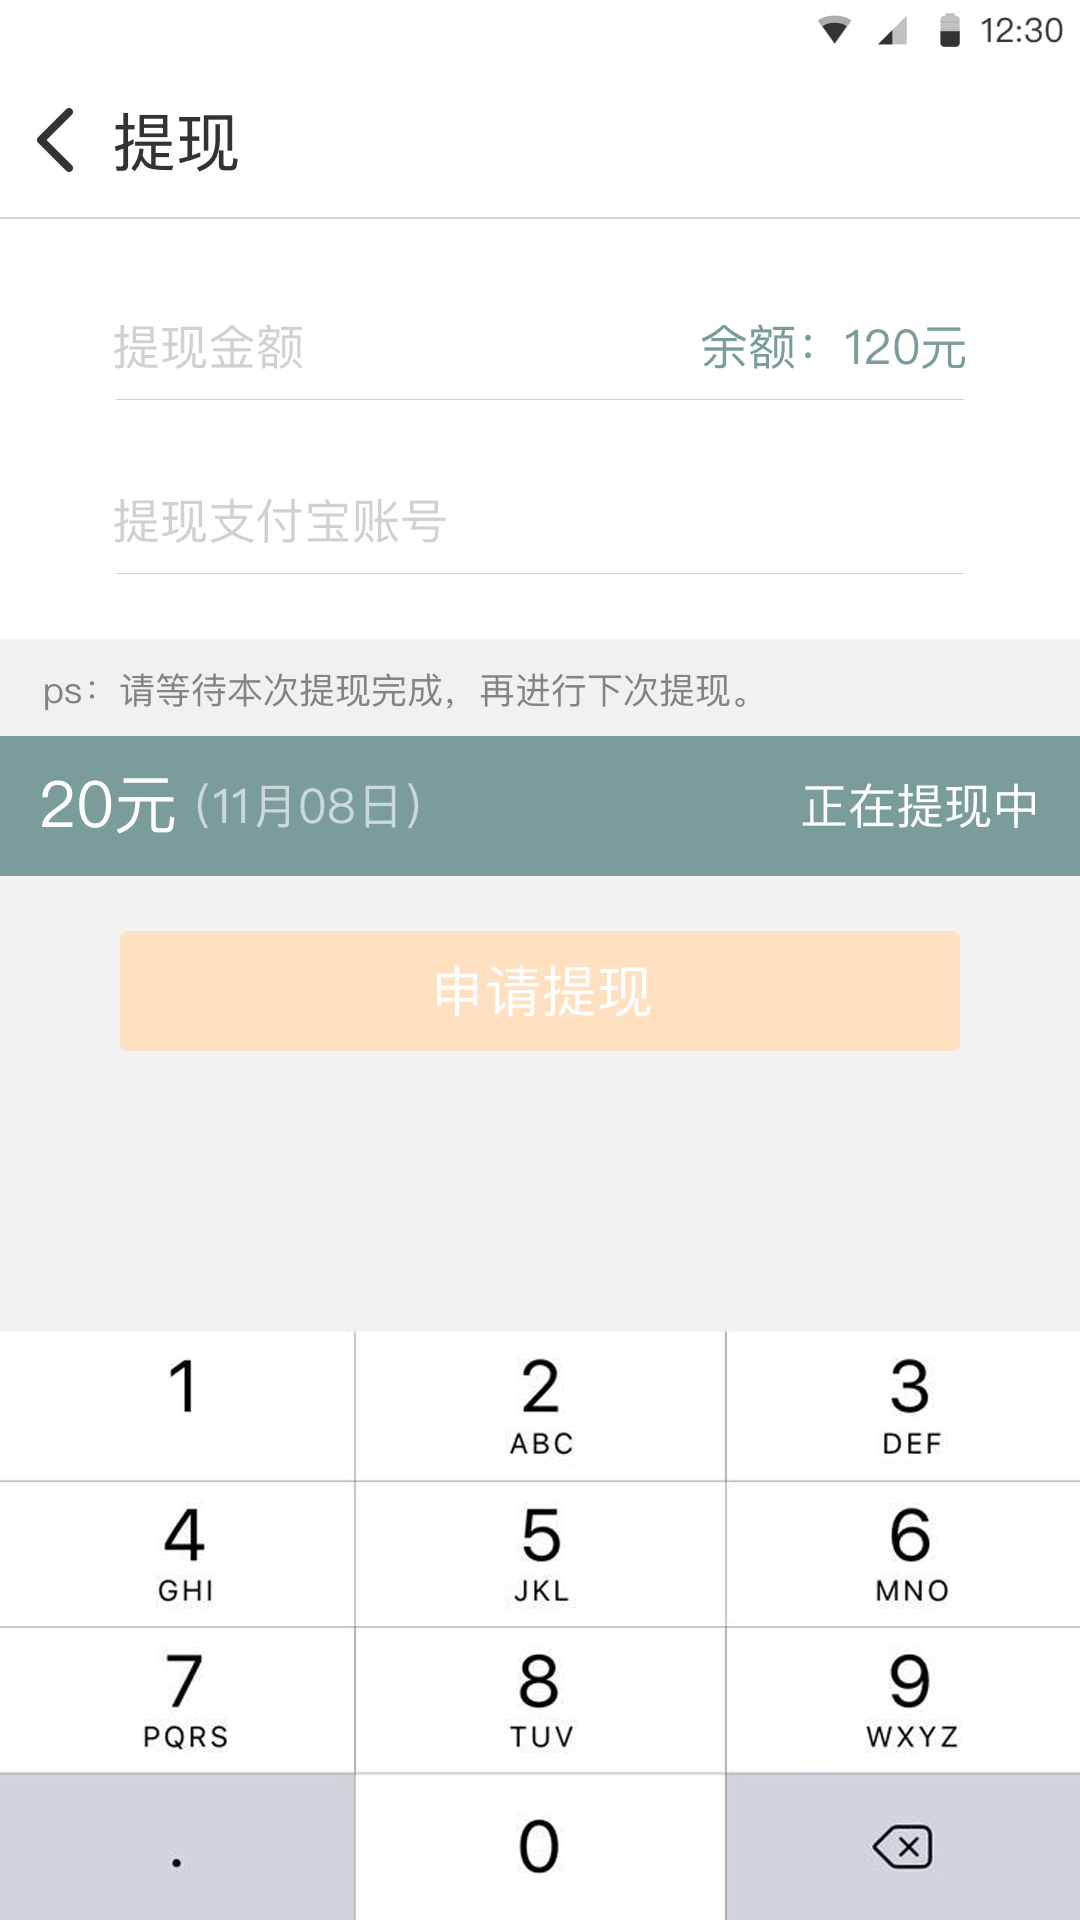 12:30
提现
提现金额 余额：120元
提现支付宝账号
ps：请等待本次提现完成，再进行下次提现。
20元 (11月08日) 正在提现中
申请提现
1 2 3
ABC DEF
4 5 6
GHI JKL MNO
7 8 9
PQRS TUV WXYZ
. 0